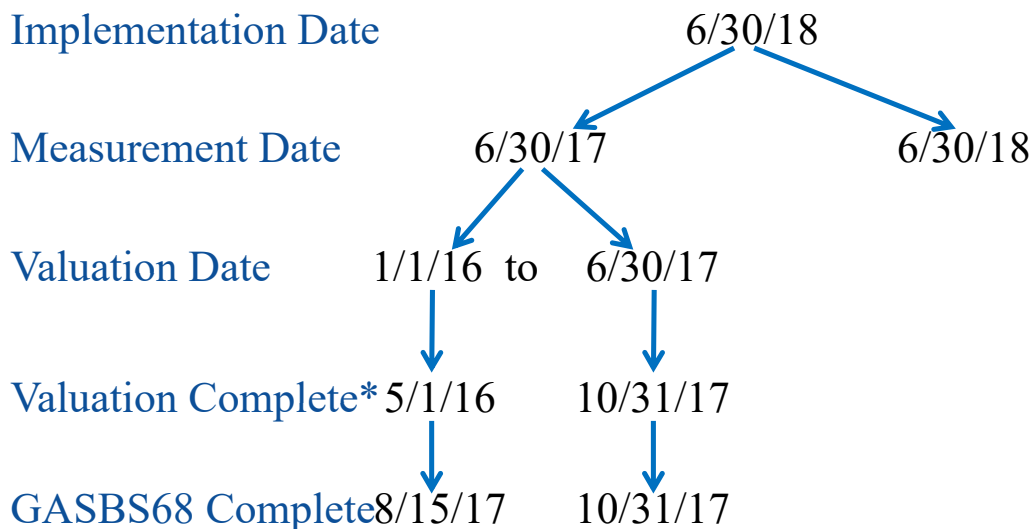 Implementation Date 6/30/18
Measurement Date 6/30/17 6/30/18
Valuation Date 1/1/16 to 6/30/17
Valuation Complete* 5/1/16 10/31/17
GASBS68 Complete 8/15/17 10/31/17